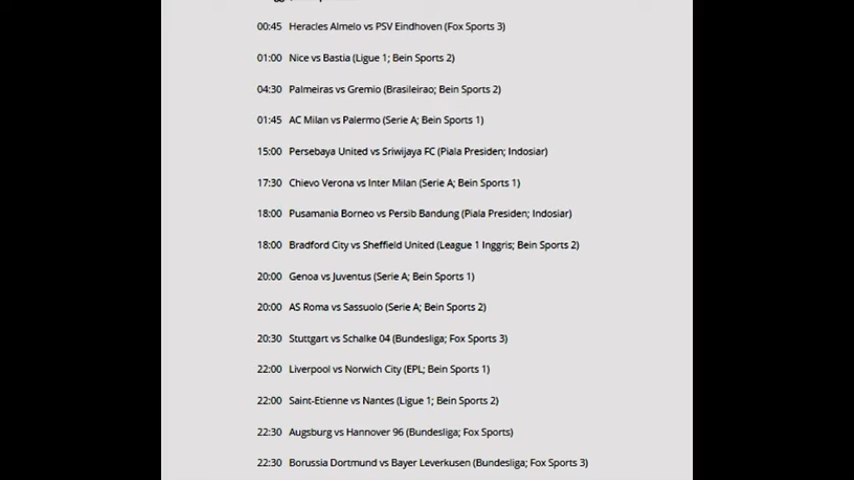 00:45 Heracles Almelo vs PSV Eindhoven (Fox Sports 3)
01:00 Nice vs Bastia (Ligue 1; Bein Sports 2)
04:30 Palmeiras vs Gremio (Brasileirao; Bein Sports 2)
01:45 AC Milan vs Palermo (Serie A; Bein Sports 1)
15:00 Persebaya United vs Sriwijaya FC (Piala Presiden; Indosiar)
17:30 Chievo Verona vs Inter Milan (Serie A; Bein Sports 1)
18:00 Pusamania Borneo vs Persib Bandung (Piala Presiden; Indosiar)
18:00 Bradford City vs Sheffield United (League 1 Inggris; Bein Sports 2)
20:00 Genoa vs Juventus (Serie A; Bein Sports 1)
20:00 AS Roma vs Sassuolo (Serie A; Bein Sports 2)
20:30 Stuttgart vs Schalke 04 (Bundesliga; Fox Sports 3)
22:00 Liverpool vs Norwich City (EPL; Bein Sports 1)
22:00 Saint-Etienne vs Nantes (Ligue 1; Bein Sports 2)
22:30 Augsburg vs Hannover 96 (Bundesliga; Fox Sports)
22:30 Borussia Dortmund vs Bayer Leverkusen (Bundesliga; Fox Sports 3)